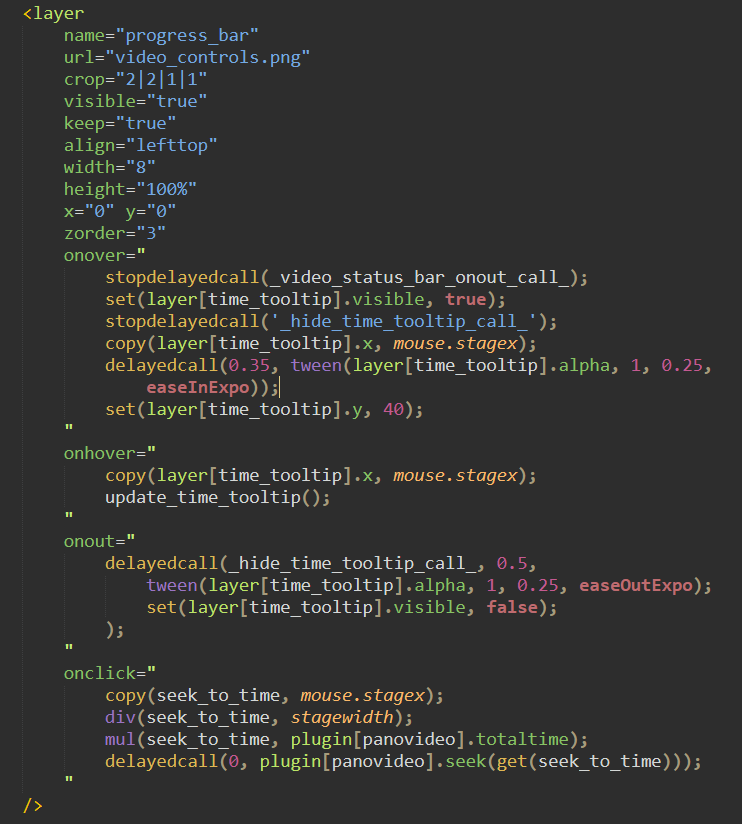 <layer
name="progress_bar"
url="video_controls.png"
crop="2|2|1|1"
visible="true"
keep="true"
align="lefttop"
width="8"
height="100%"
x="0" y="0"
zorder="3"
onover="
stopdelayedcall(_video_status_bar_onout_call_);
set(layer[time_tooltip].visible, true);
stopdelayedcall('_hide_time_tooltip_call_');
copy(layer[time_tooltip].x, mouse.stagex);
delayedcall(0.35, tween(layer[time_tooltip].alpha, 1, 0.25,
easeInExpo));
set(layer[time_tooltip].y, 40);
"
onhover="
copy(layer[time_tooltip].x, mouse.stagex);
update_time_tooltip();
"
onout="
delayedcall(_hide_time_tooltip_call_, 0.5,
tween(layer[time_tooltip].alpha, 1, 0.25, easeOutExpo);
set(layer[time_tooltip].visible, false);
);
"
onclick="
copy(seek_to_time, mouse.stagex);
div(seek_to_time, stagewidth);
mul(seek_to_time, plugin[panovideo].totaltime);
delayedcall(0, plugin[panovideo].seek(get(seek_to_time)));
"
/>